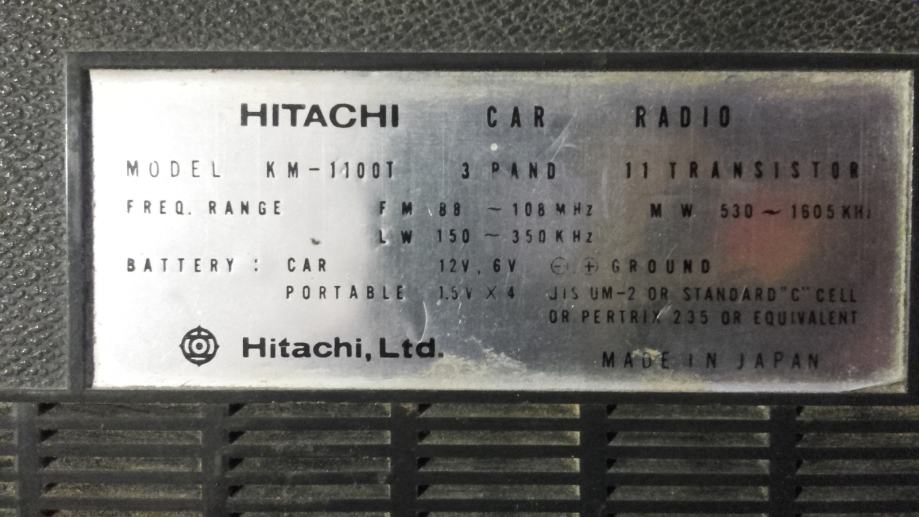 HITACHI CAR RADIO
MODEL KM-1100T 3 BAND 11 TRANSISTOR
FREQ. RANGE FM 88 ~ 108 MHz MW 530 ~ 1605 KHz
LW 150 ~ 350 KHz
BATTERY : CAR 12V, 6V ⊖ ⊕ GROUND
PORTABLE 1.5V X 4 JIS UM-2 OR STANDARD "C" CELL
OR PERTRIX 235 OR EQUIVALENT
Hitachi, Ltd.
MADE IN JAPAN